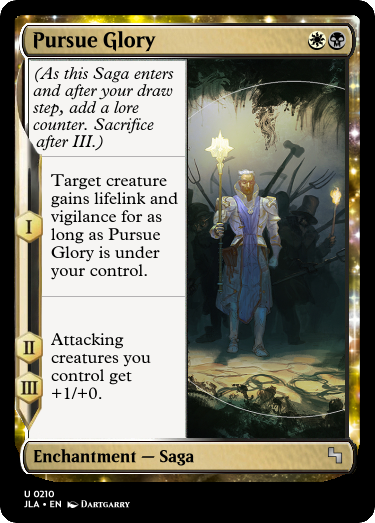 Pursue Glory
(As this Saga enters
and after your draw
step, add a lore
counter. Sacrifice
after III.)
I
Target creature
gains lifelink and
vigilance for as
long as Pursue
Glory is under
your control.
II
III
Attacking
creatures you
control get
+1/+0.
Enchantment — Saga
U 0210
JLA • EN Dartgarry